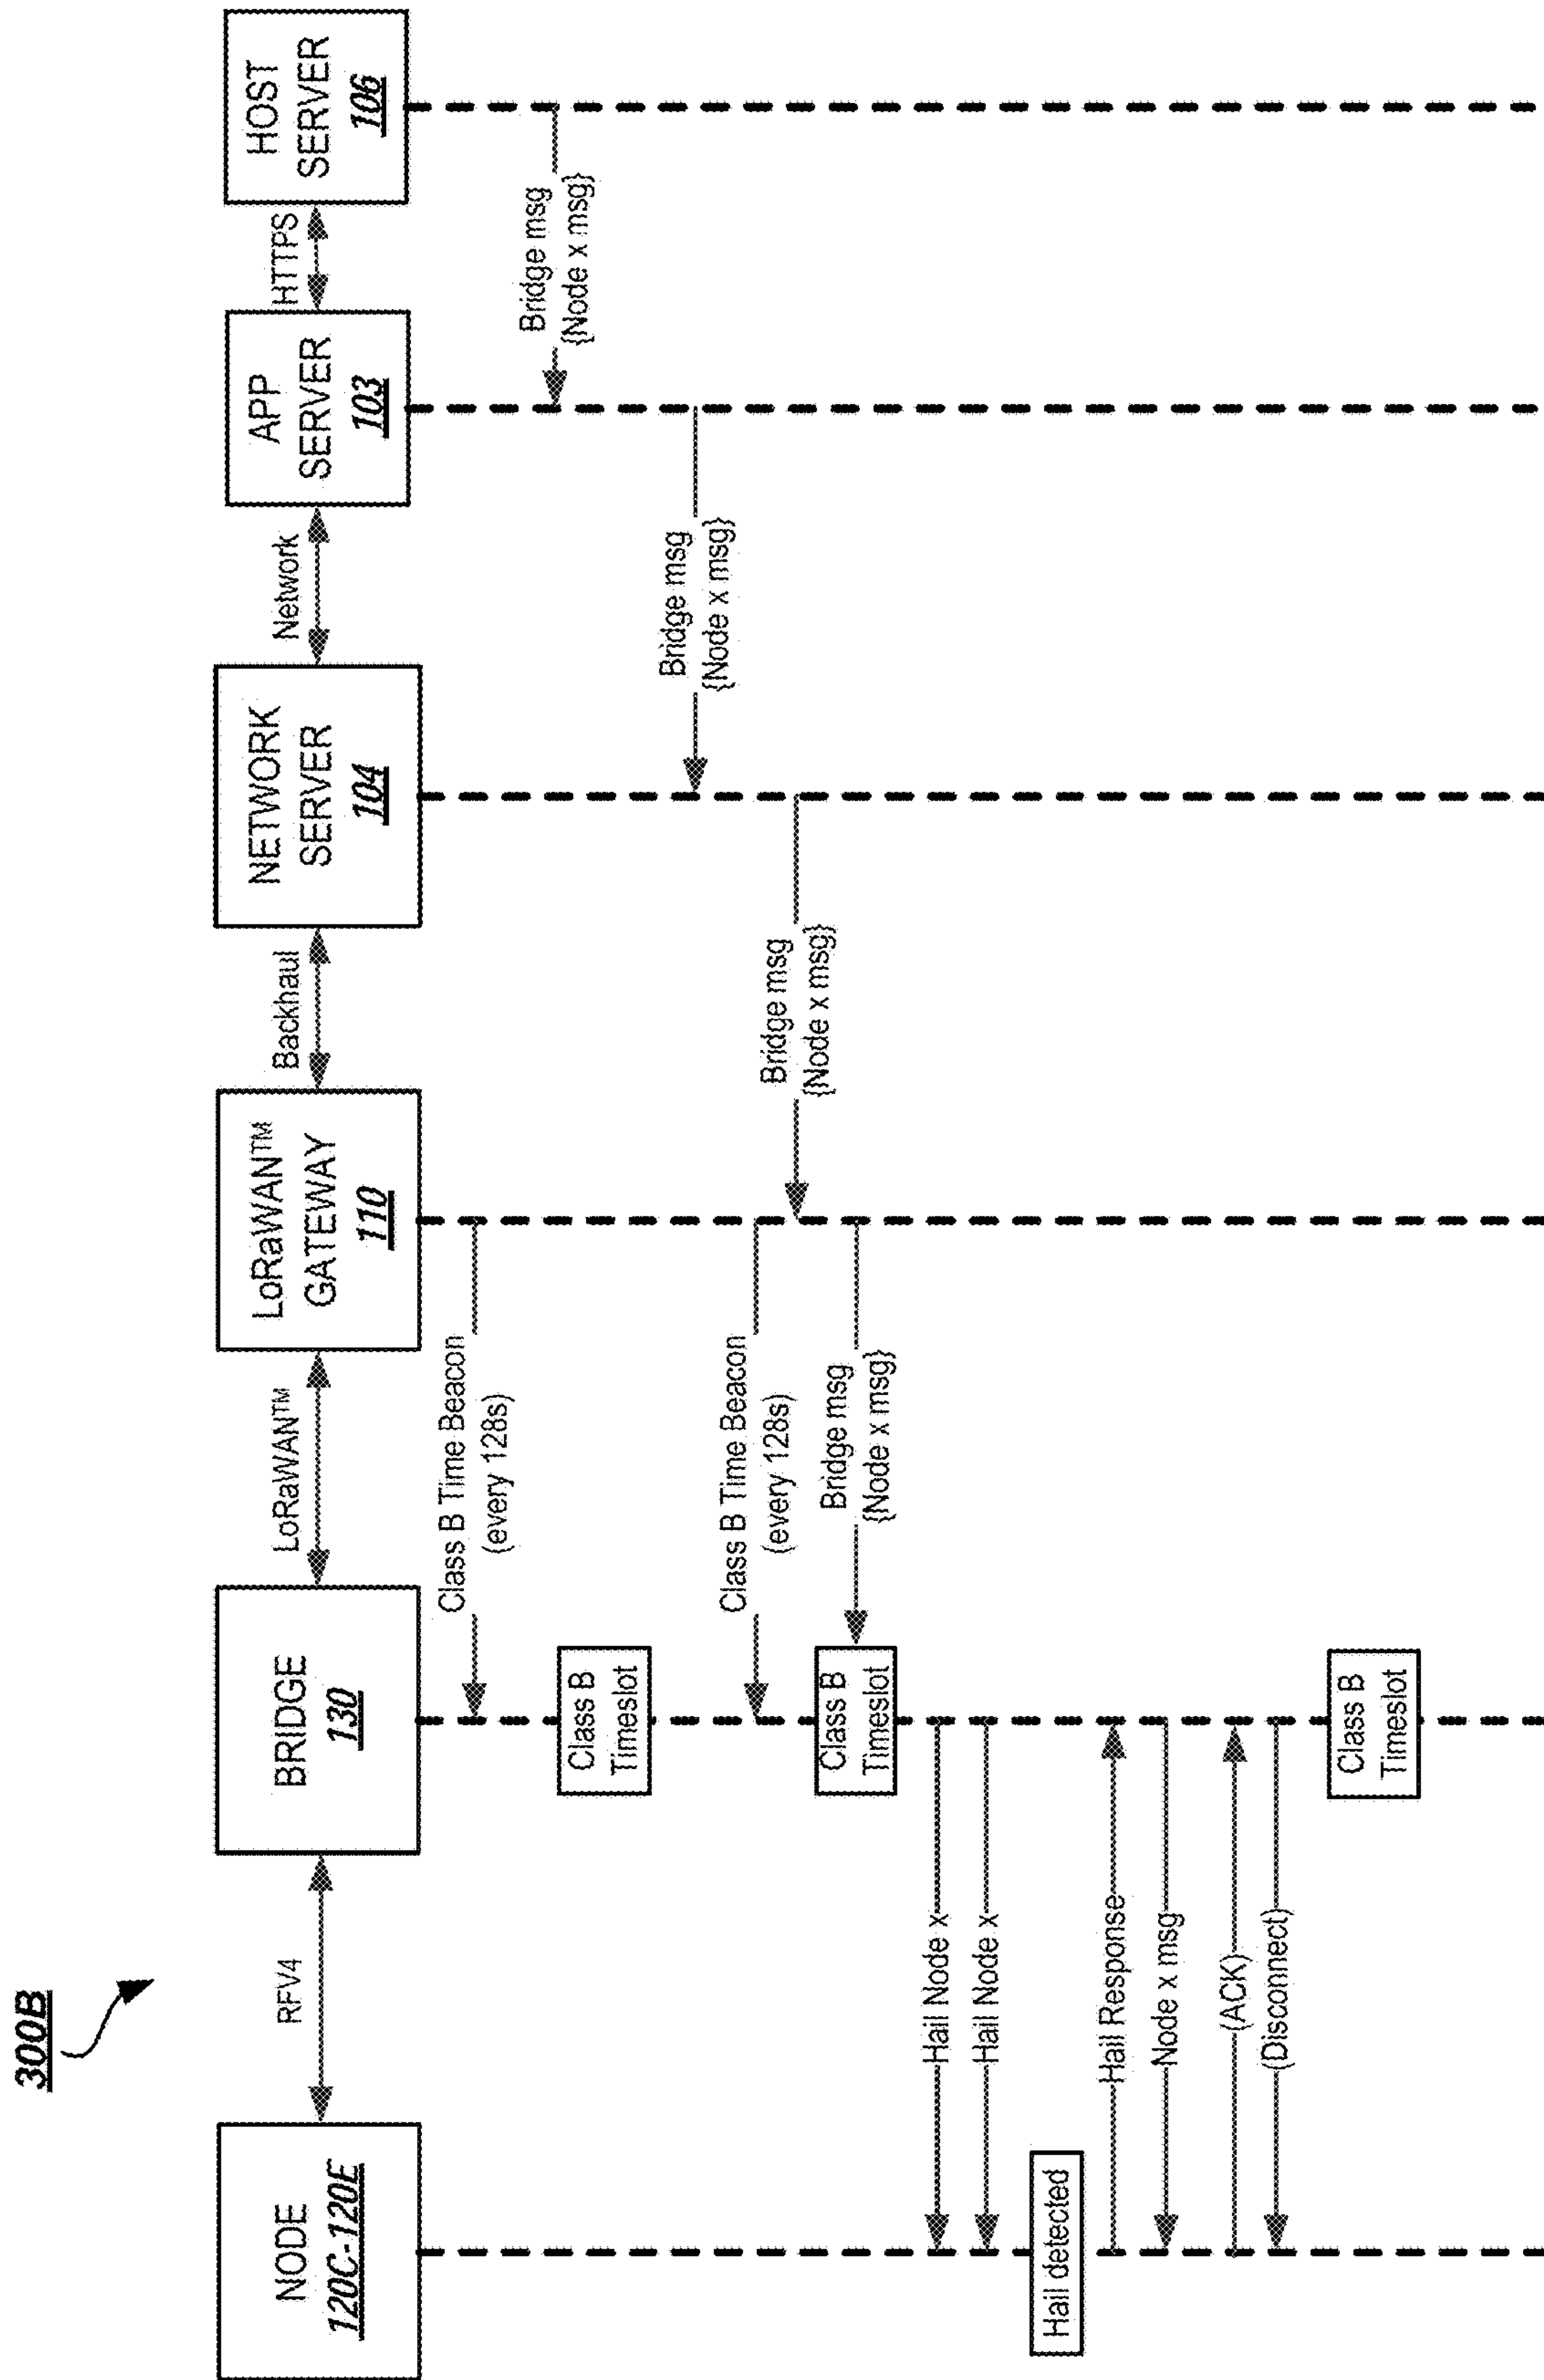 300B
NODE
120C-120E
RFV4
BRIDGE
130
LoRaWAN™
LoRaWAN™
GATEWAY
110
Backhaul
NETWORK
SERVER
104
Network
APP
SERVER
103
HTTPS
HOST
SERVER
106
Class B Time Beacon
(every 128s)
Bridge msg
{Node x msg}
Class B
Timeslot
Bridge msg
{Node x msg}
Class B Time Beacon
(every 128s)
Bridge msg
{Node x msg}
Bridge msg
{Node x msg}
Class B
Timeslot
Hail Node x
Hail Node x
Hail detected
Hail Response
Node x msg
(ACK)
(Disconnect)
Class B
Timeslot